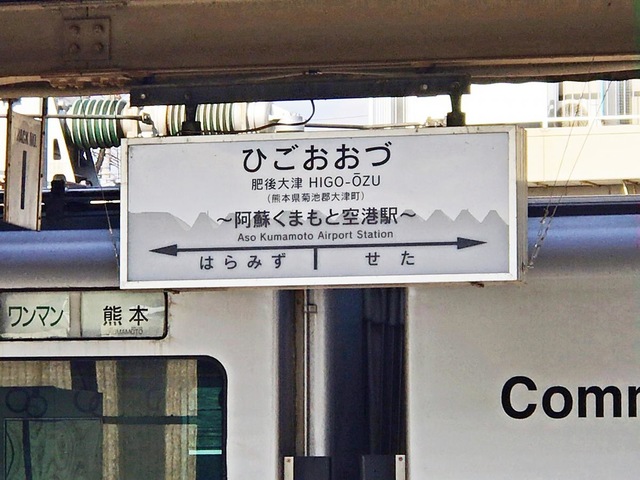 ひごおおづ
肥後大津 HIGO-ŌZU
(熊本県菊池郡大津町)
~阿蘇くまもと空港駅~
Aso Kumamoto Airport Station
はらみず せた
ワンマン 熊本
KUMAMOTO
Comm